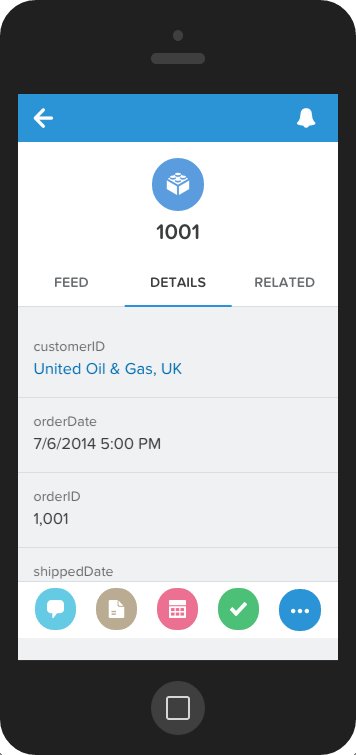 1001
FEED DETAILS RELATED
customerID
United Oil & Gas, UK
orderDate
7/6/2014 5:00 PM
orderID
1,001
shippedDate